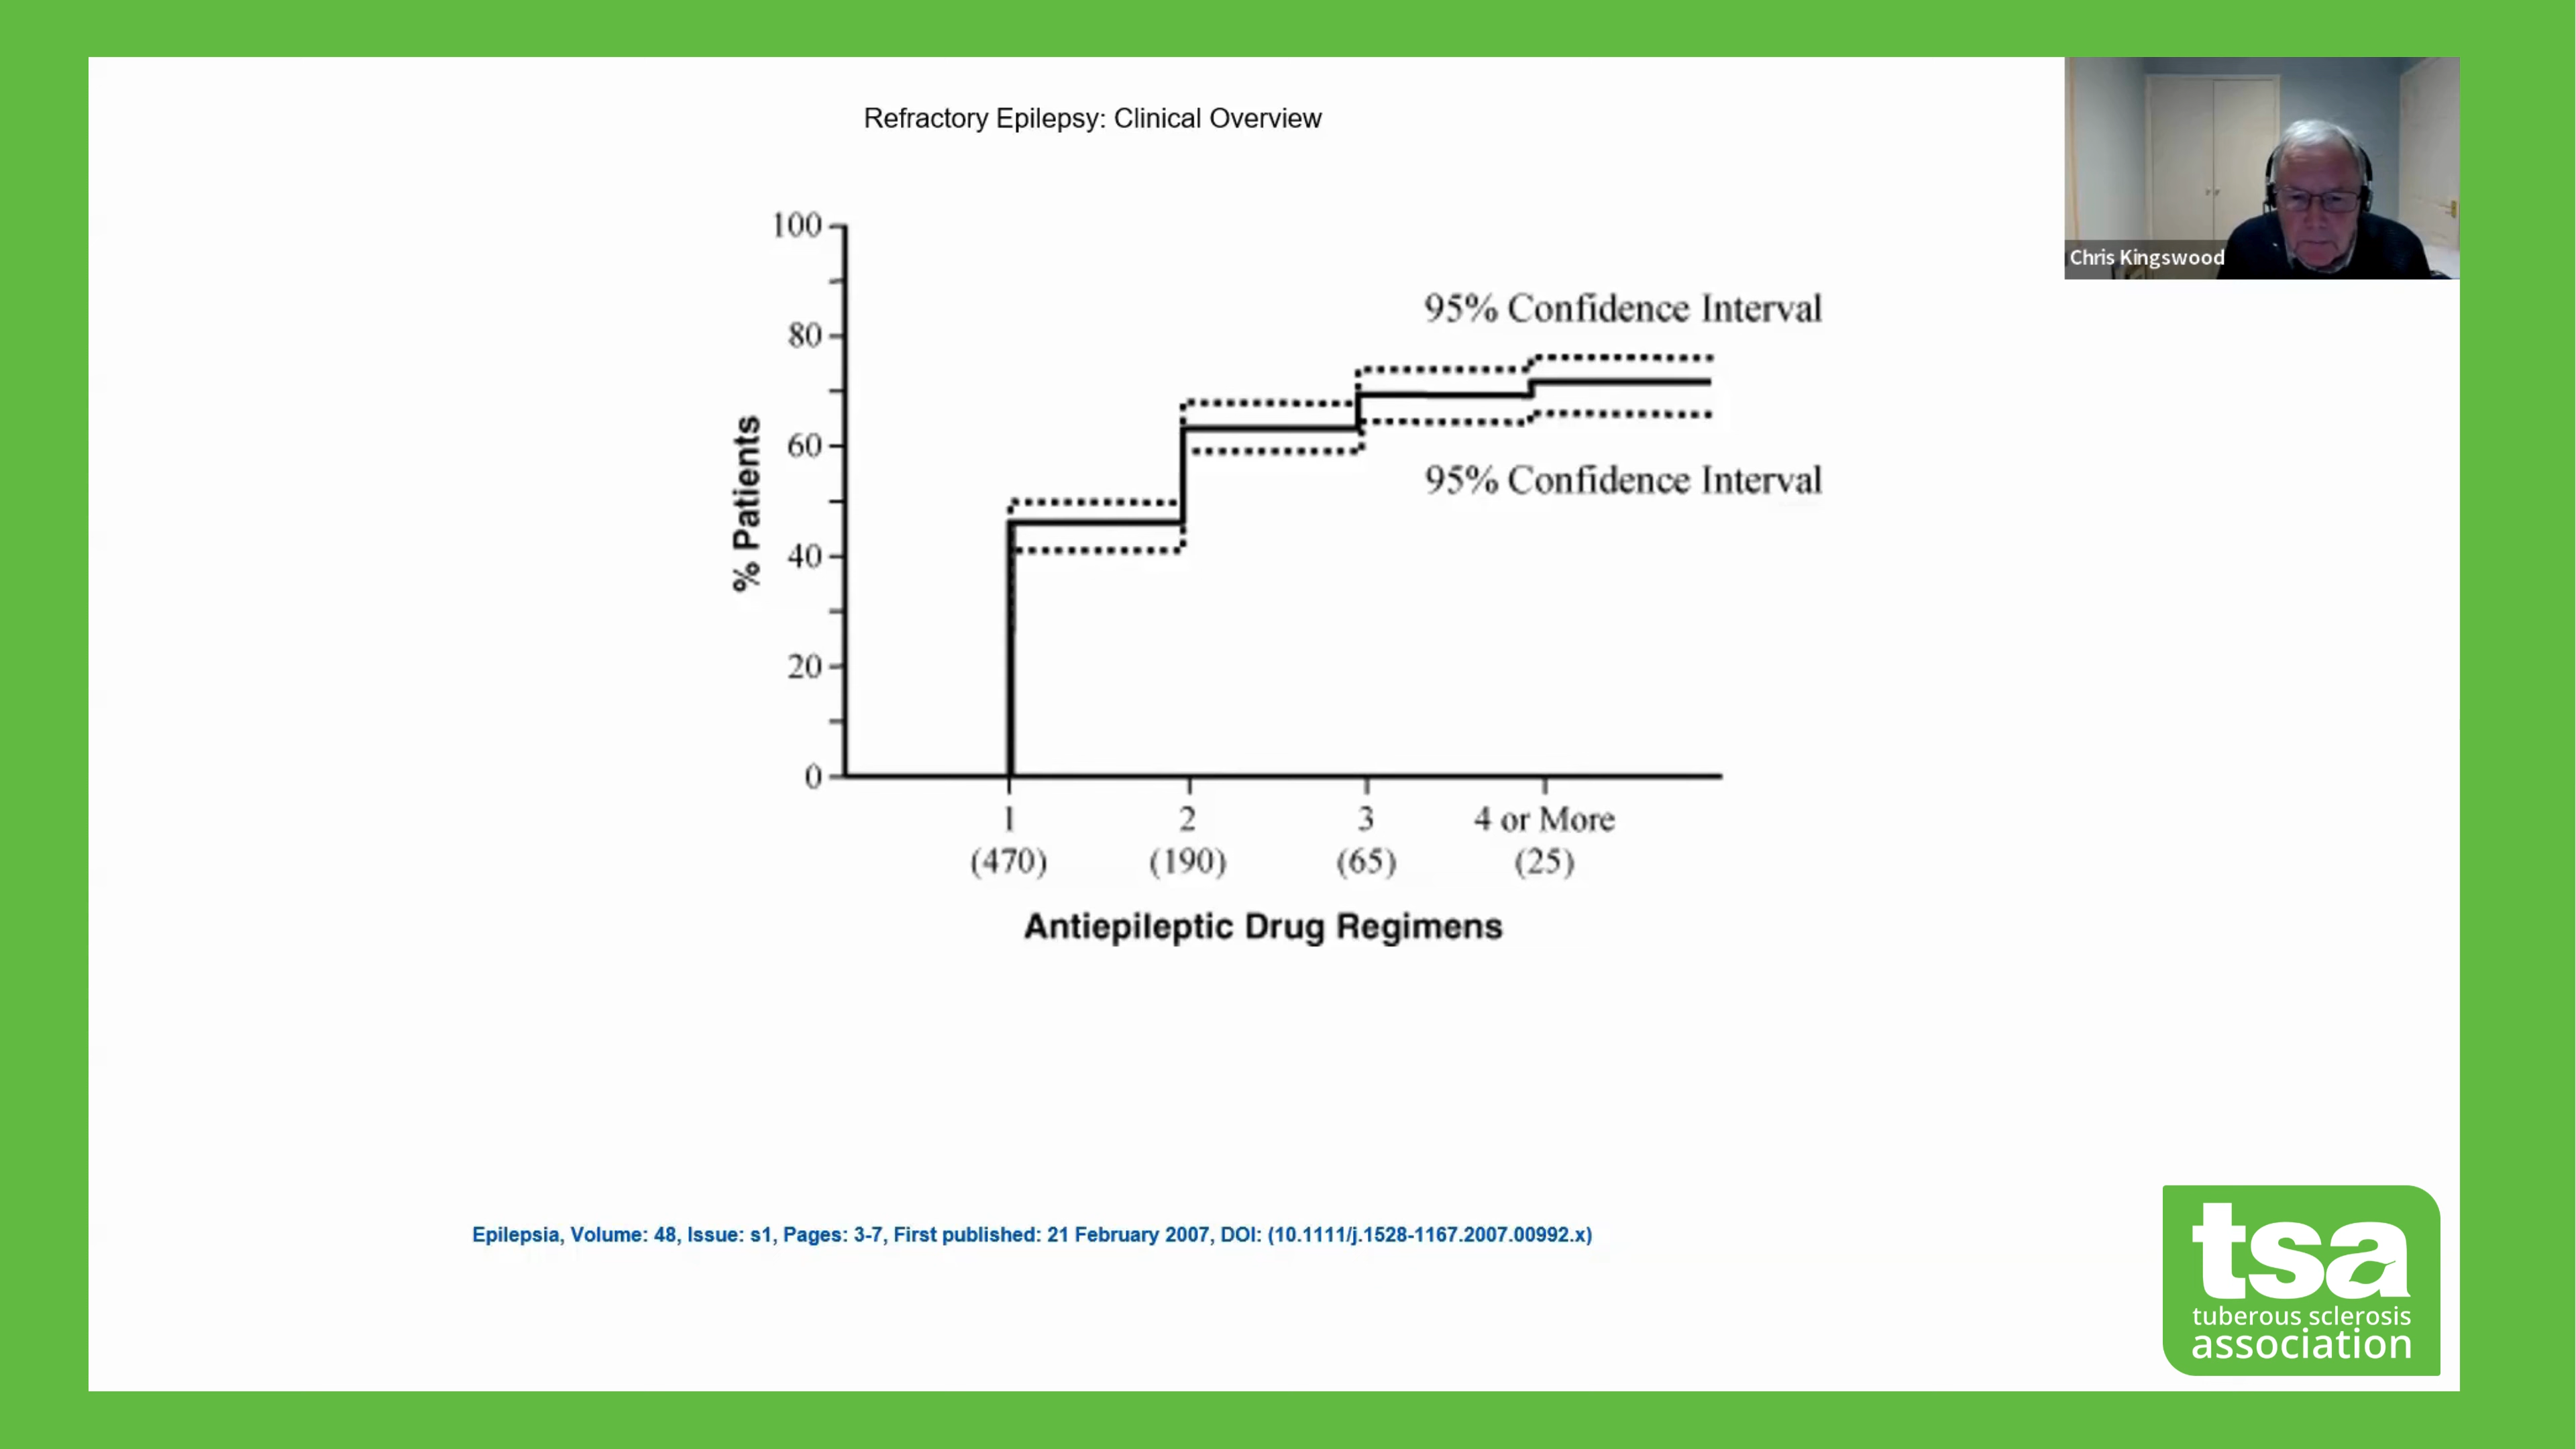 Refractory Epilepsy: Clinical Overview
Chris Kingswood
100
80
60
40
20
0
% Patients
95% Confidence Interval
95% Confidence Interval
1
2
3
4 or More
(470)
(190)
(65)
(25)
Antiepileptic Drug Regimens
Epilepsia, Volume: 48, Issue: s1, Pages: 3-7, First published: 21 February 2007, DOI: (10.1111/j.1528-1167.2007.00992.x)
tsa
tuberous sclerosis
association